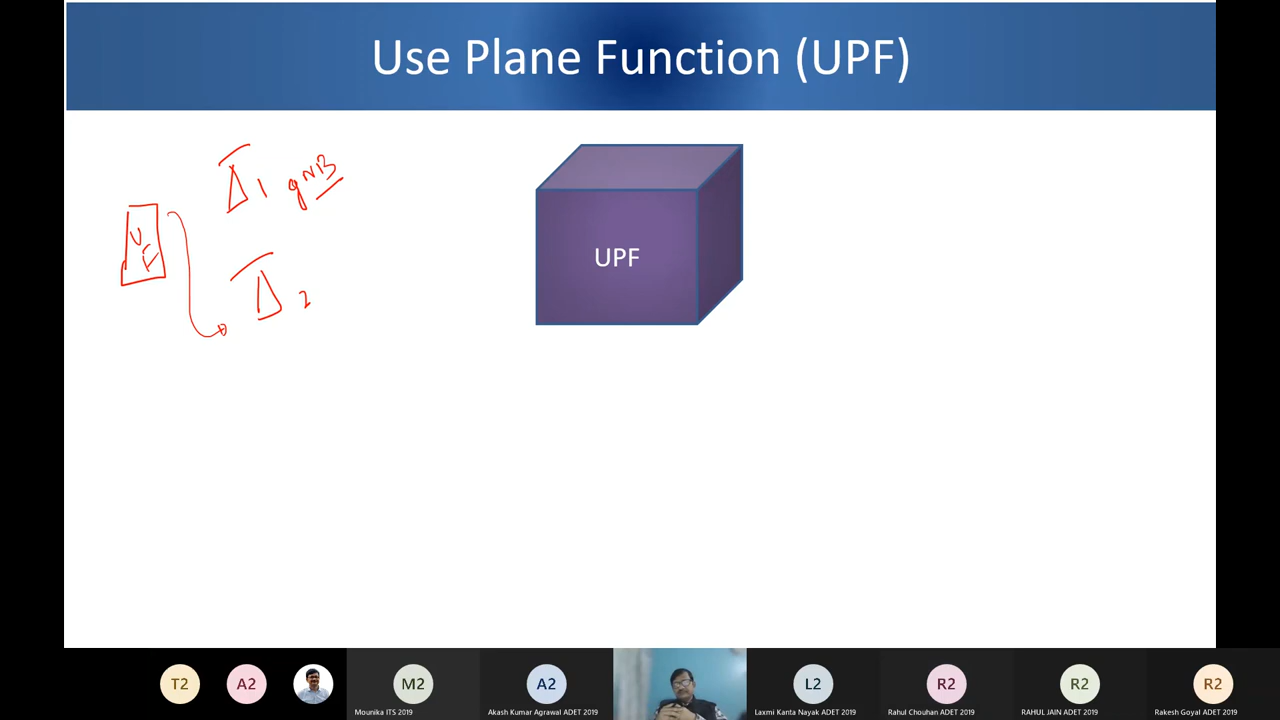 Use Plane Function (UPF)
1 gNB
UE
2
UPF
T2
A2
M2
Mounika ITS 2019
A2
Akash Kumar Agrawal ADET 2019
L2
Laxmi Kanta Nayak ADET 2019
R2
Rahul Chouhan ADET 2019
R2
RAHUL JAIN ADET 2019
R2
Rakesh Goyal ADET 2019